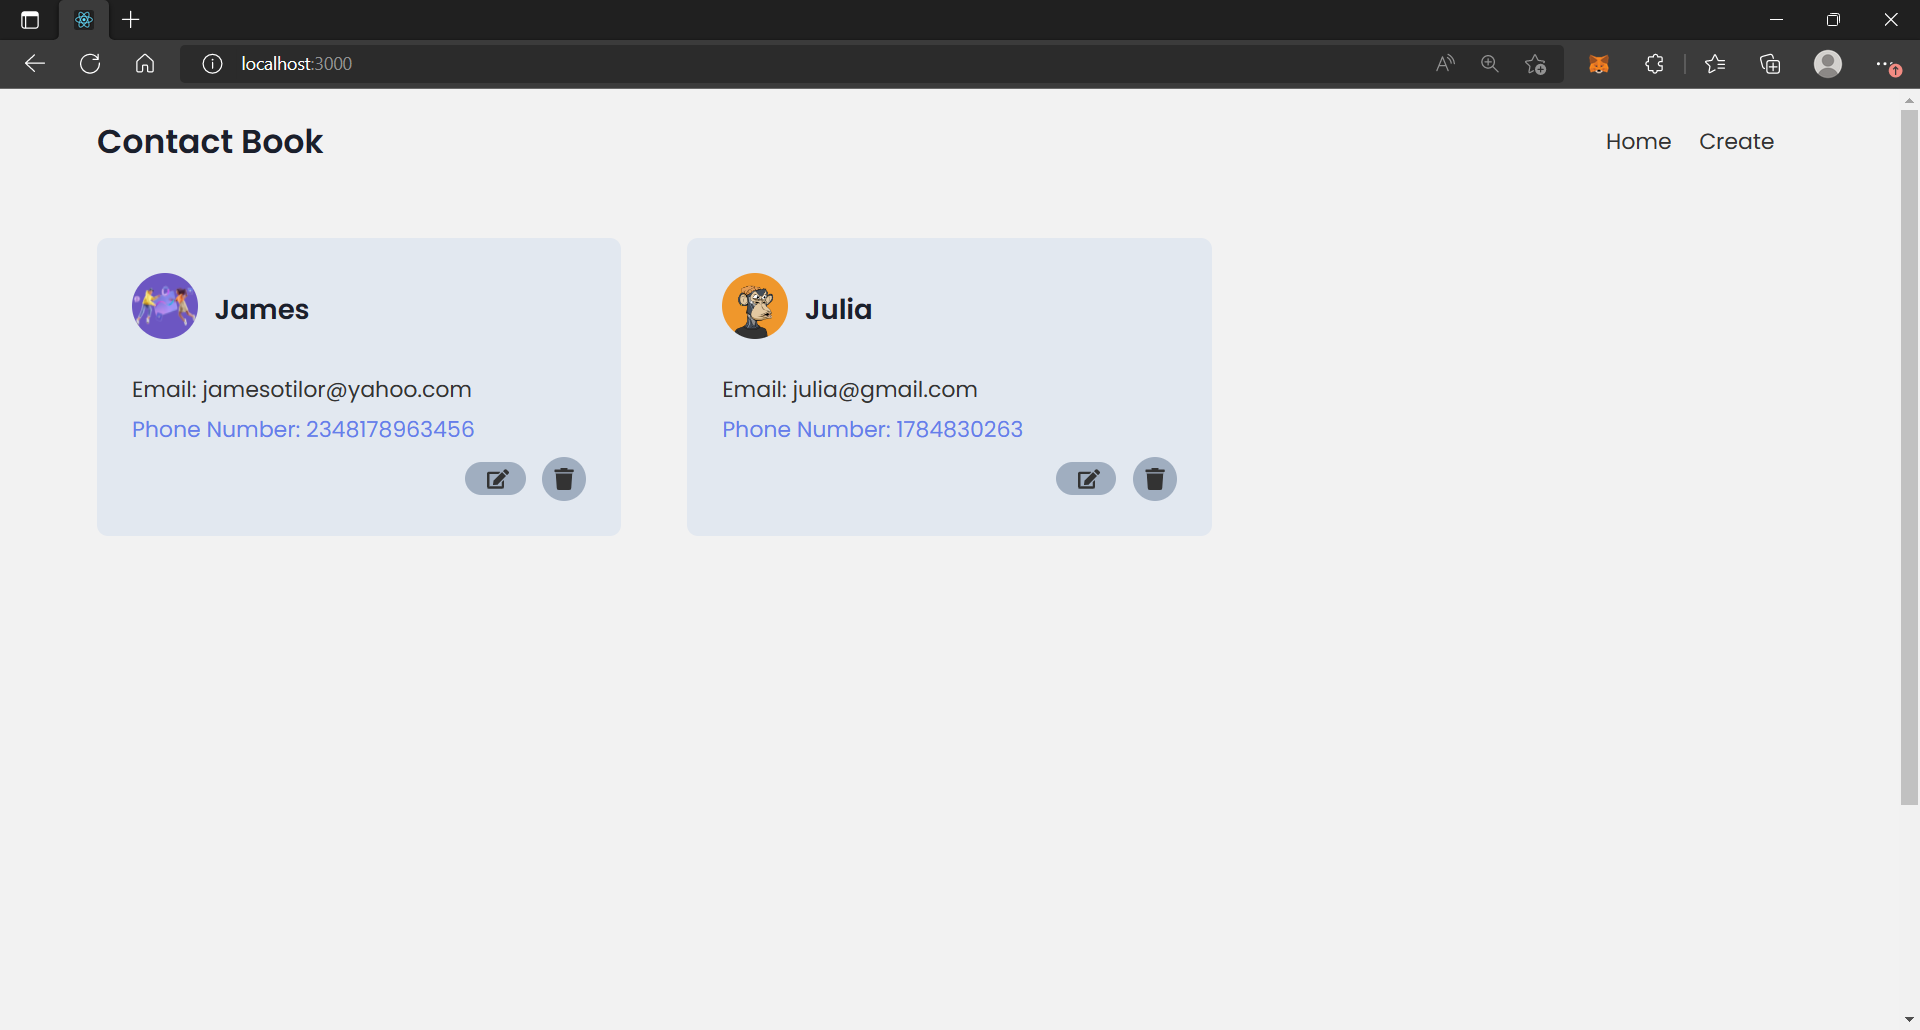 localhost:3000
Contact Book
Home Create
James
Email: jamesotilor@yahoo.com
Phone Number: 2348178963456
Julia
Email: julia@gmail.com
Phone Number: 1784830263